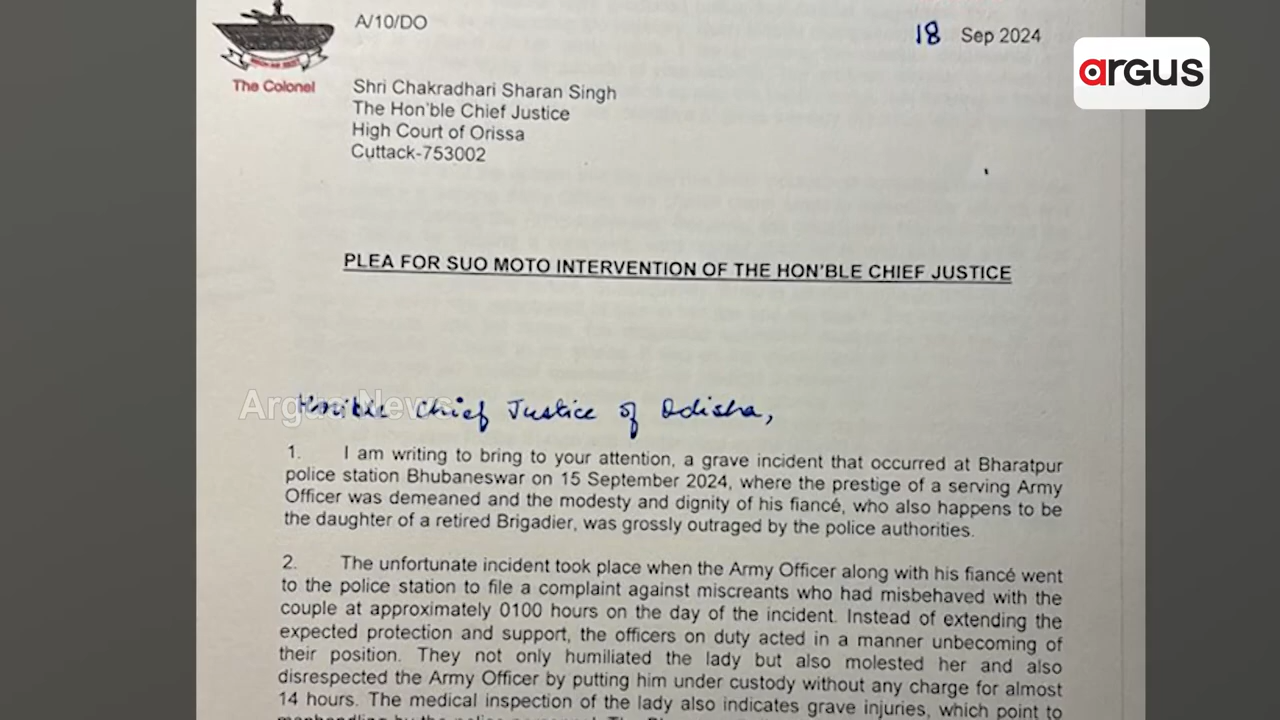 A/10/DO
18 Sep 2024
argus
The Colonel
Shri Chakradhari Sharan Singh
The Hon'ble Chief Justice
High Court of Orissa
Cuttack-753002
PLEA FOR SUO MOTO INTERVENTION OF THE HON'BLE CHIEF JUSTICE
Argus News
Hon'ble Chief Justice of Odisha,
1. I am writing to bring to your attention, a grave incident that occurred at Bharatpur
police station Bhubaneswar on 15 September 2024, where the prestige of a serving Army
Officer was demeaned and the modesty and dignity of his fiancé, who also happens to be
the daughter of a retired Brigadier, was grossly outraged by the police authorities.
2. The unfortunate incident took place when the Army Officer along with his fiancé went
to the police station to file a complaint against miscreants who had misbehaved with the
couple at approximately 0100 hours on the day of the incident. Instead of extending the
expected protection and support, the officers on duty acted in a manner unbecoming of
their position. They not only humiliated the lady but also molested her and also
disrespected the Army Officer by putting him under custody without any charge for almost
14 hours. The medical inspection of the lady also indicates grave injuries, which point to